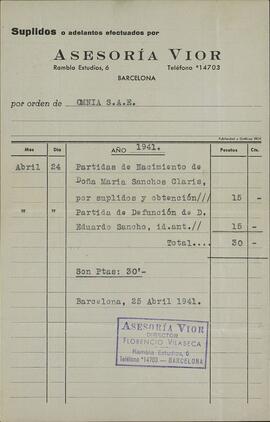 Suplidos o adelantos efectuados por
ASESORÍA VIOR
Rambla Estudios, 6 Teléfono *14703
BARCELONA
por orden de OMNIA S.A.E.
Mes Día AÑO 1941. Pesetas Cts.
Abril 24 Partidas de Nacimiento de
Doña Maria Sanchos Claris,
por suplidos y obtención/// 15 -
" " Partida de Defunción de D.
Eduardo Sancho, id.ant.// 15 -
Total.... 30 -
Son Ptas: 30'-
Barcelona, 25 Abril 1941.
ASESORÍA VIOR
DIRECTOR
FLORENCIO VILASECA
Rambla Estudios, 6
Teléfono *14703 — BARCELONA